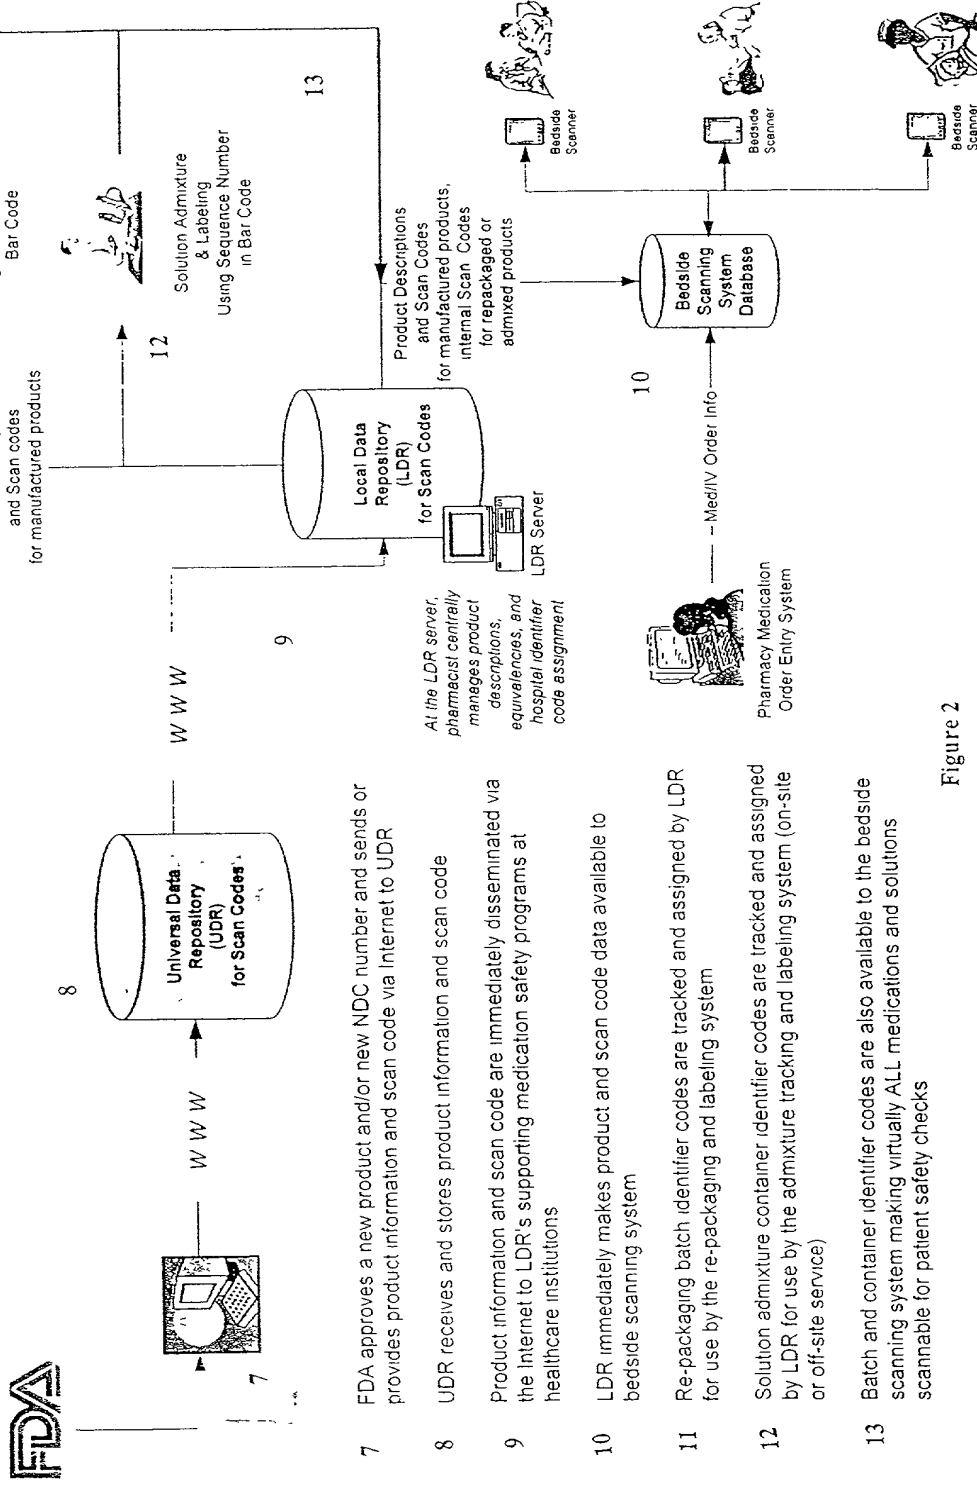 FDA
7
W W W
8
Universal Data
Repository
(UDR)
for Scan Codes
W W W
9
and Scan codes
for manufactured products
Bar Code
12
Solution Admixture
& Labeling
Using Sequence Number
in Bar Code
13
Local Data
Repository
(LDR)
for Scan Codes
LDR Server
At the LDR server,
pharmacist centrally
manages product
descriptions,
equivalencies, and
hospital identifier
code assignment
Product Descriptions
and Scan Codes
for manufactured products,
internal Scan Codes
for repackaged or
admixed products
10
Bedside
Scanning
System
Database
Med/IV Order Info
Pharmacy Medication
Order Entry System
Bedside
Scanner
Bedside
Scanner
Bedside
Scanner
7 FDA approves a new product and/or new NDC number and sends or
provides product information and scan code via Internet to UDR
8 UDR receives and stores product information and scan code
9 Product information and scan code are immediately disseminated via
the Internet to LDR's supporting medication safety programs at
healthcare institutions
10 LDR immediately makes product and scan code data available to
bedside scanning system
11 Re-packaging batch identifier codes are tracked and assigned by LDR
for use by the re-packaging and labeling system
12 Solution admixture container identifier codes are tracked and assigned
by LDR for use by the admixture tracking and labeling system (on-site
or off-site service)
13 Batch and container identifier codes are also available to the bedside
scanning system making virtually ALL medications and solutions
scannable for patient safety checks
Figure 2